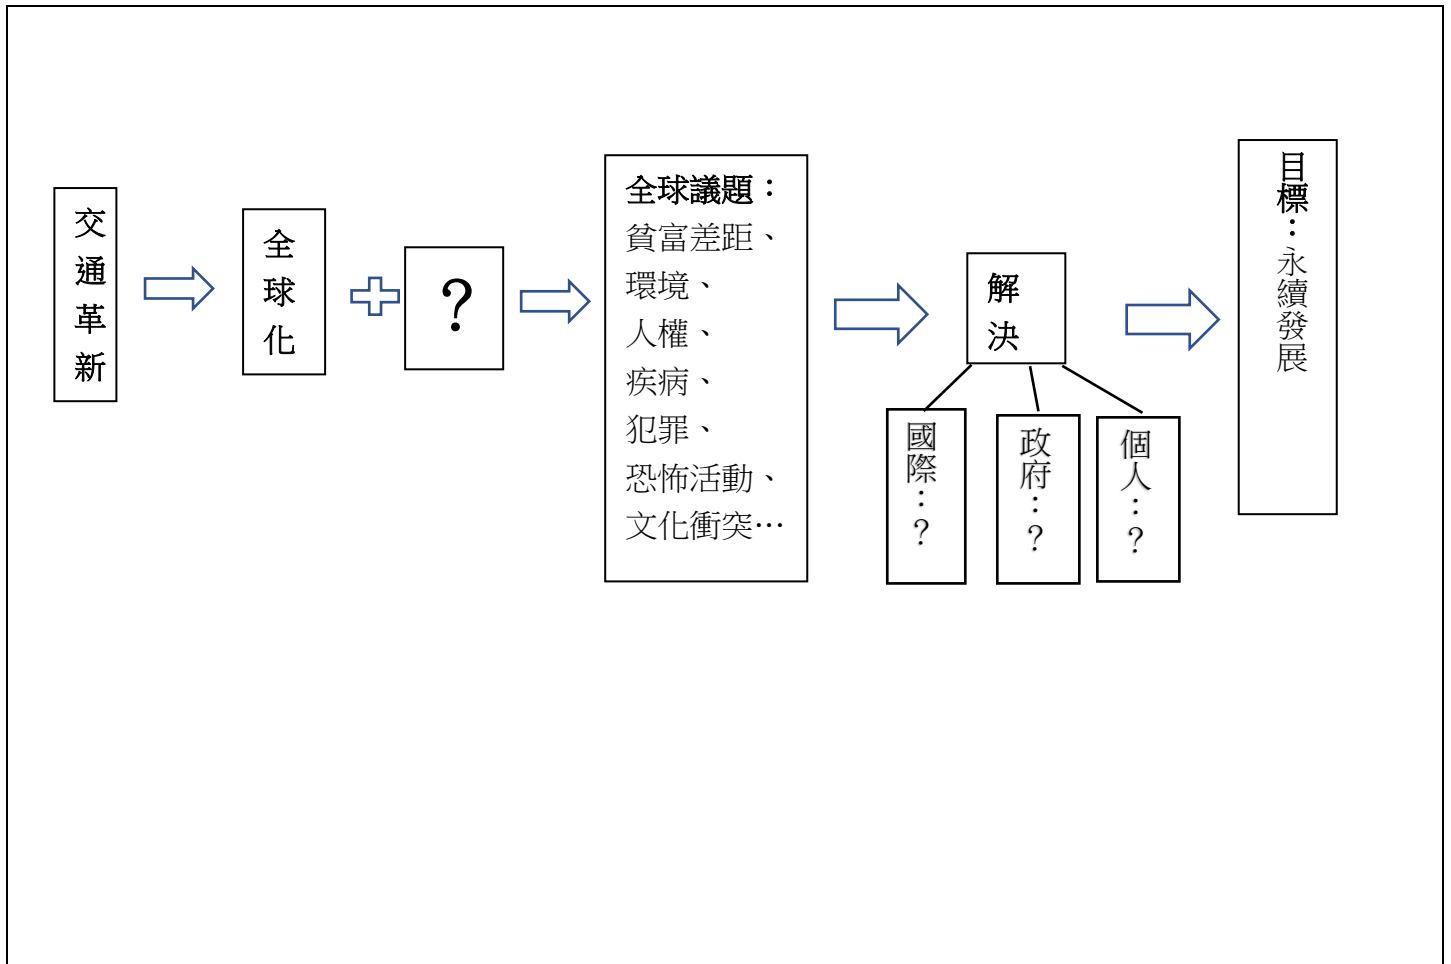 交通革新
全球化
?
全球議題：
貧富差距、
環境、
人權、
疾病、
犯罪、
恐怖活動、
文化衝突…
解決
國際：?
政府：?
個人：?
目標：永續發展